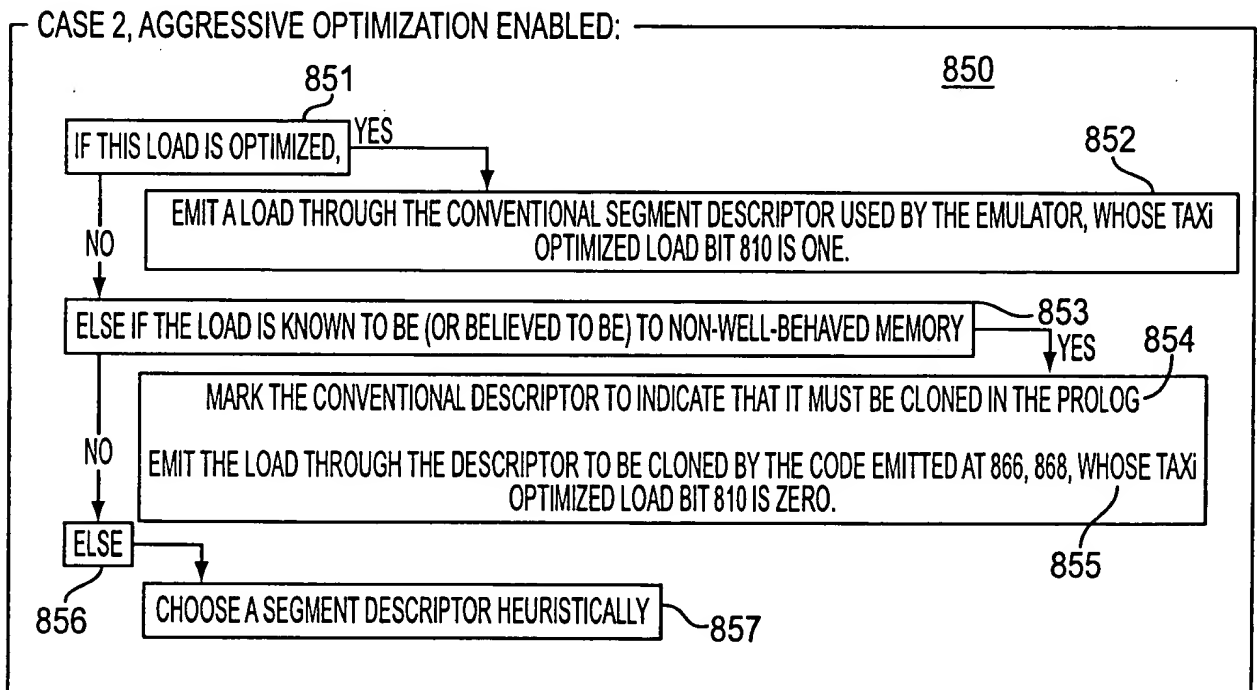 CASE 2, AGGRESSIVE OPTIMIZATION ENABLED:
850
851
IF THIS LOAD IS OPTIMIZED,
YES
852
EMIT A LOAD THROUGH THE CONVENTIONAL SEGMENT DESCRIPTOR USED BY THE EMULATOR, WHOSE TAXi
OPTIMIZED LOAD BIT 810 IS ONE.
NO
ELSE IF THE LOAD IS KNOWN TO BE (OR BELIEVED TO BE) TO NON-WELL-BEHAVED MEMORY
853
YES
854
MARK THE CONVENTIONAL DESCRIPTOR TO INDICATE THAT IT MUST BE CLONED IN THE PROLOG
NO
EMIT THE LOAD THROUGH THE DESCRIPTOR TO BE CLONED BY THE CODE EMITTED AT 866, 868, WHOSE TAXi
OPTIMIZED LOAD BIT 810 IS ZERO.
855
ELSE
856
CHOOSE A SEGMENT DESCRIPTOR HEURISTICALLY
857